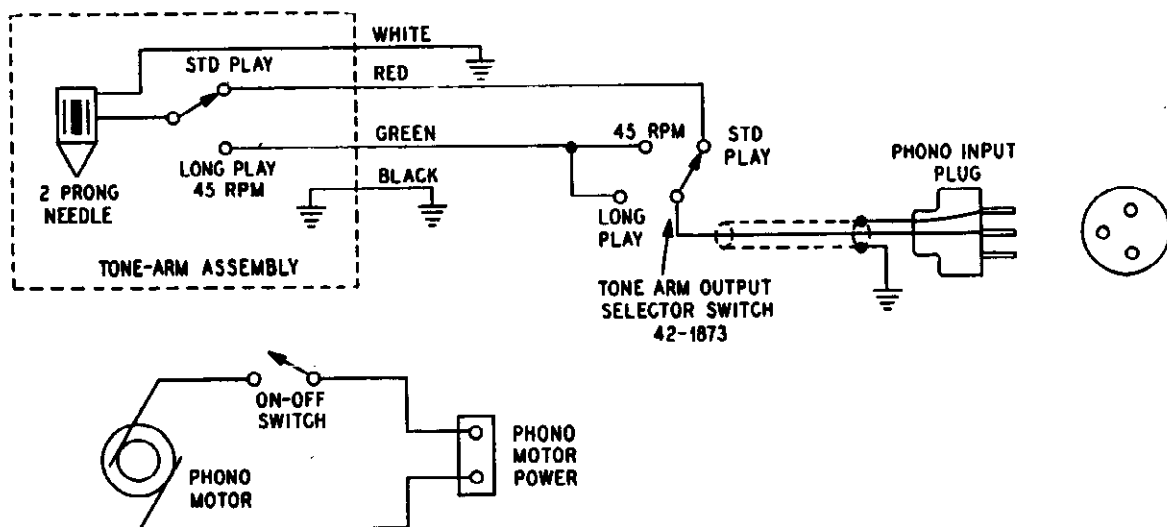 WHITE
STD PLAY
RED
GREEN
LONG PLAY
45 RPM
BLACK
2 PRONG
NEEDLE
TONE-ARM ASSEMBLY
45 RPM
STD
PLAY
LONG
PLAY
PHONO INPUT
PLUG
TONE ARM OUTPUT
SELECTOR SWITCH
42-1873
ON-OFF
SWITCH
PHONO
MOTOR
PHONO
MOTOR
POWER